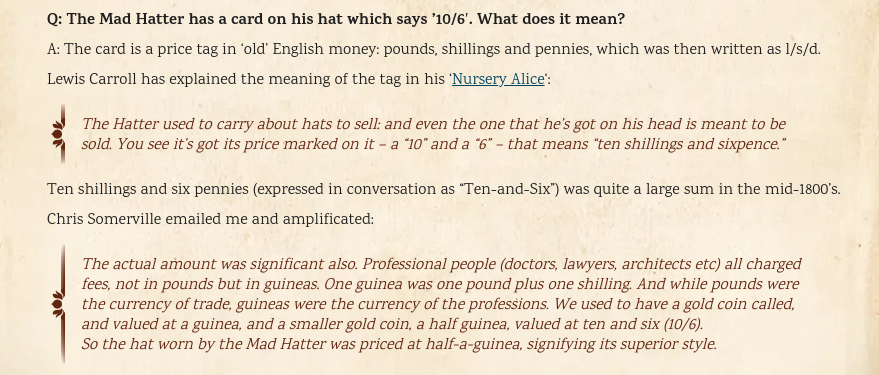 Q: The Mad Hatter has a card on his hat which says ’10/6′. What does it mean?
A: The card is a price tag in ‘old’ English money: pounds, shillings and pennies, which was then written as l/s/d.
Lewis Carroll has explained the meaning of the tag in his ‘Nursery Alice‘:
The Hatter used to carry about hats to sell: and even the one that he’s got on his head is meant to be
sold. You see it’s got its price marked on it – a “10” and a “6” – that means “ten shillings and sixpence.”
Ten shillings and six pennies (expressed in conversation as “Ten-and-Six”) was quite a large sum in the mid-1800’s.
Chris Somerville emailed me and amplificated:
The actual amount was significant also. Professional people (doctors, lawyers, architects etc) all charged
fees, not in pounds but in guineas. One guinea was one pound plus one shilling. And while pounds were
the currency of trade, guineas were the currency of the professions. We used to have a gold coin called,
and valued at a guinea, and a smaller gold coin, a half guinea, valued at ten and six (10/6).
So the hat worn by the Mad Hatter was priced at half-a-guinea, signifying its superior style.